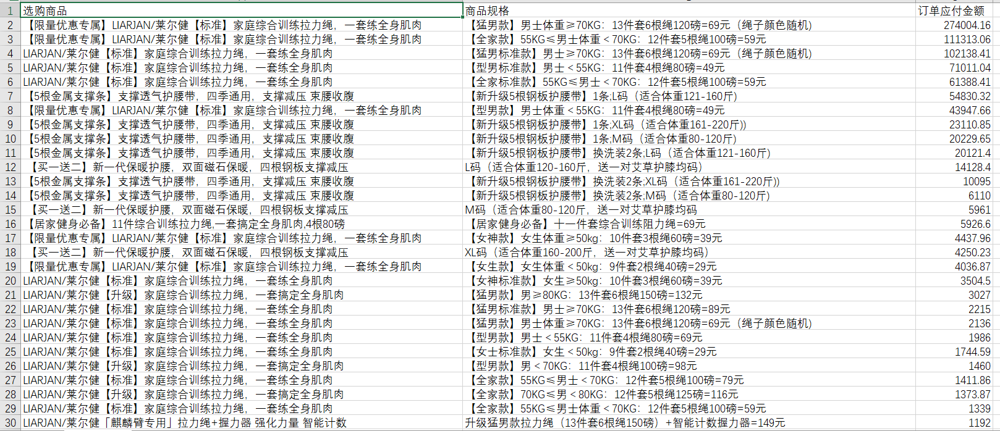 1 选购商品 商品规格 订单应付金额
2 【限量优惠专属】LIARJAN/莱尔健【标准】家庭综合训练拉力绳，一套练全身肌肉 【猛男款】男士体重≥70KG：13件套6根绳120磅=69元（绳子颜色随机) 274004.16
3 【限量优惠专属】LIARJAN/莱尔健【标准】家庭综合训练拉力绳，一套练全身肌肉 【全家款】55KG≤男士体重＜70KG：12件套5根绳100磅=59元 111313.06
4 LIARJAN/莱尔健【标准】家庭综合训练拉力绳，一套练全身肌肉 【猛男标准款】男士≥70KG：13件套6根绳120磅=69元（绳子颜色随机) 102138.41
5 LIARJAN/莱尔健【标准】家庭综合训练拉力绳，一套练全身肌肉 【型男标准款】男士＜55KG：11件套4根绳80磅=49元 71011.04
6 LIARJAN/莱尔健【标准】家庭综合训练拉力绳，一套练全身肌肉 【全家标准款】55KG≤男士＜70KG：12件套5根绳100磅=59元 61388.41
7 【5根金属支撑条】支撑透气护腰带，四季通用，支撑减压 束腰收腹 【新升级5根钢板护腰带】1条;L码（适合体重121-160斤) 54830.32
8 【限量优惠专属】LIARJAN/莱尔健【标准】家庭综合训练拉力绳，一套练全身肌肉 【型男款】男士体重＜55KG：11件套4根绳80磅=49元 43947.66
9 【5根金属支撑条】支撑透气护腰带，四季通用，支撑减压 束腰收腹 【新升级5根钢板护腰带】1条;XL码（适合体重161-220斤)) 23110.85
10 【5根金属支撑条】支撑透气护腰带，四季通用，支撑减压 束腰收腹 【新升级5根钢板护腰带】1条;M码（适合体重80-120斤) 20229.65
11 【5根金属支撑条】支撑透气护腰带，四季通用，支撑减压 束腰收腹 【新升级5根钢板护腰带】换洗装2条;L码（适合体重121-160斤) 20121.4
12 【买一送二】新一代保暖护腰，双面磁石保暖，四根钢板支撑减压 L码（适合体重120-160斤，送一对艾草护膝均码） 14128.4
13 【5根金属支撑条】支撑透气护腰带，四季通用，支撑减压 束腰收腹 【新升级5根钢板护腰带】换洗装2条;XL码（适合体重161-220斤)) 10095
14 【5根金属支撑条】支撑透气护腰带，四季通用，支撑减压 束腰收腹 【新升级5根钢板护腰带】换洗装2条;M码（适合体重80-120斤) 6110
15 【买一送二】新一代保暖护腰，双面磁石保暖，四根钢板支撑减压 M码（适合体重80-120斤，送一对艾草护膝均码 5961
16 【居家健身必备】11件综合训练拉力绳,一套搞定全身肌肉,4根80磅 【居家健身必备】十一件套综合训练阻力绳=69元 5926.6
17 【限量优惠专属】LIARJAN/莱尔健【标准】家庭综合训练拉力绳，一套练全身肌肉 【女神款】女生体重≥50kg：10件套3根绳60磅=39元 4437.96
18 【买一送二】新一代保暖护腰，双面磁石保暖，四根钢板支撑减压 XL码（适合体重160-200斤，送一对艾草护膝均码） 4250.23
19 【限量优惠专属】LIARJAN/莱尔健【标准】家庭综合训练拉力绳，一套练全身肌肉 【女生款】女生体重＜50kg：9件套2根绳40磅=29元 4036.87
20 LIARJAN/莱尔健【标准】家庭综合训练拉力绳，一套练全身肌肉 【女神标准款】女生≥50kg：10件套3根绳60磅=39元 3504.5
21 LIARJAN/莱尔健【升级】家庭综合训练拉力绳，一套搞定全身肌肉 【猛男款】男≥80KG：13件套6根绳150磅=132元 3027
22 LIARJAN/莱尔健【标准】家庭综合训练拉力绳，一套练全身肌肉 【猛男标准款】男士≥70KG：13件套6根绳120磅=89元 2215
23 LIARJAN/莱尔健【标准】家庭综合训练拉力绳，一套练全身肌肉 【猛男款】男士体重≥70KG：13件套6根绳120磅=69元（绳子颜色随机) 2136
24 LIARJAN/莱尔健【标准】家庭综合训练拉力绳，一套练全身肌肉 【型男款】男士＜55KG：11件套4根绳80磅=69元 1986
25 LIARJAN/莱尔健【标准】家庭综合训练拉力绳，一套练全身肌肉 【女士标准款】女生＜50kg：9件套2根绳40磅=29元 1744.59
26 LIARJAN/莱尔健【升级】家庭综合训练拉力绳，一套搞定全身肌肉 【型男款】男＜70KG：11件套4根绳100磅=98元 1460
27 LIARJAN/莱尔健【标准】家庭综合训练拉力绳，一套练全身肌肉 【全家款】55KG≤男士＜70KG：12件套5根绳100磅=79元 1411.86
28 LIARJAN/莱尔健【升级】家庭综合训练拉力绳，一套搞定全身肌肉 【全家款】70KG≤男＜80KG：12件套5根绳125磅=116元 1373.87
29 LIARJAN/莱尔健【标准】家庭综合训练拉力绳，一套练全身肌肉 【全家款】55KG≤男士体重＜70KG：12件套5根绳100磅=59元 1339
30 LIARJAN/莱尔健「麒麟臂专用」拉力绳+握力器 强化力量 智能计数 升级猛男款拉力绳（13件套6根绳150磅）+智能计数握力器=149元 1192